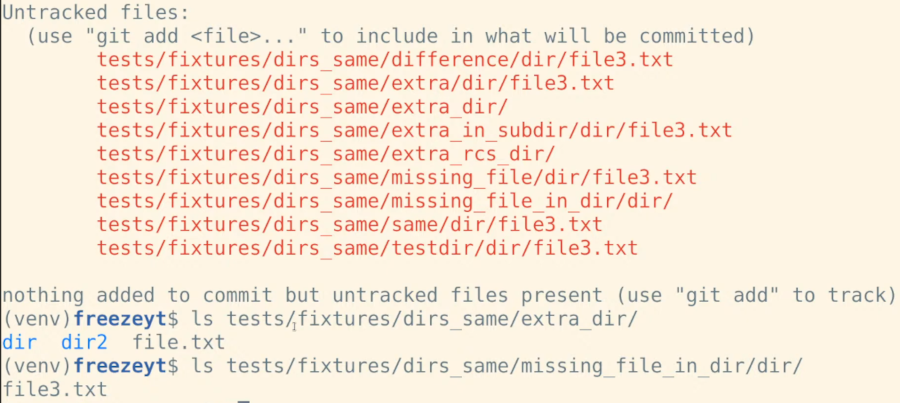 Untracked files:
  (use "git add <file>..." to include in what will be committed)
        tests/fixtures/dirs_same/difference/dir/file3.txt
        tests/fixtures/dirs_same/extra/dir/file3.txt
        tests/fixtures/dirs_same/extra_dir/
        tests/fixtures/dirs_same/extra_in_subdir/dir/file3.txt
        tests/fixtures/dirs_same/extra_rcs_dir/
        tests/fixtures/dirs_same/missing_file/dir/file3.txt
        tests/fixtures/dirs_same/missing_file_in_dir/dir/
        tests/fixtures/dirs_same/same/dir/file3.txt
        tests/fixtures/dirs_same/testdir/dir/file3.txt

nothing added to commit but untracked files present (use "git add" to track)
(venv)freezeyt$ ls tests/fixtures/dirs_same/extra_dir/
dir  dir2  file.txt
(venv)freezeyt$ ls tests/fixtures/dirs_same/missing_file_in_dir/dir/
file3.txt